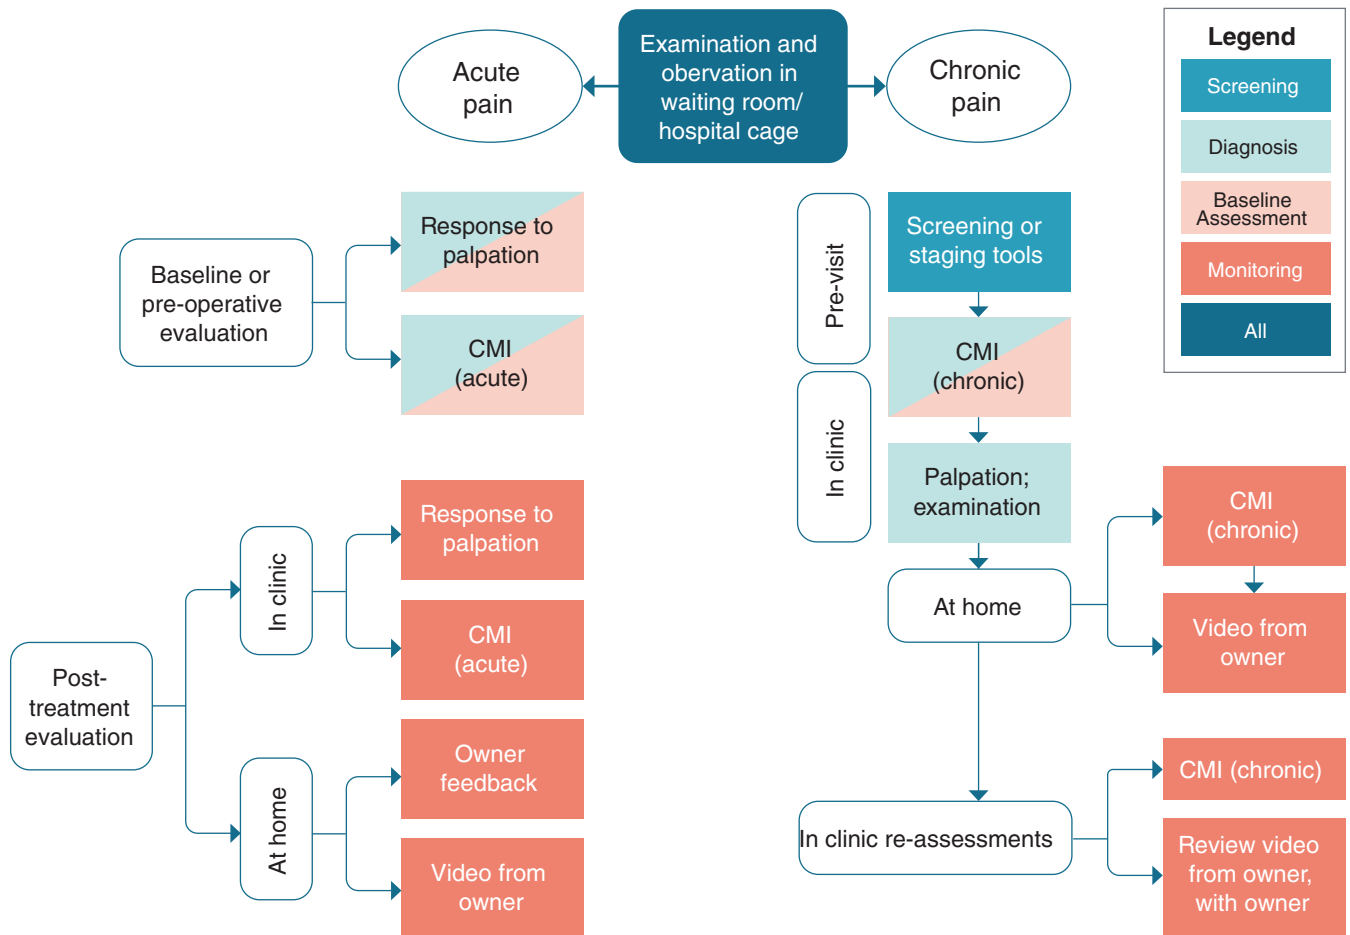 Acute
pain
Examination and
obervation in
waiting room/
hospital cage
Chronic
pain
Legend
Screening
Diagnosis
Baseline
Assessment
Monitoring
All
Baseline or
pre-operative
evaluation
Response to
palpation
CMI
(acute)
Post-
treatment
evaluation
In clinic
Response to
palpation
CMI
(acute)
At home
Owner
feedback
Video from
owner
Pre-visit
In clinic
Screening or
staging tools
CMI
(chronic)
Palpation;
examination
At home
CMI
(chronic)
Video from
owner
In clinic re-assessments
CMI (chronic)
Review video
from owner,
with owner